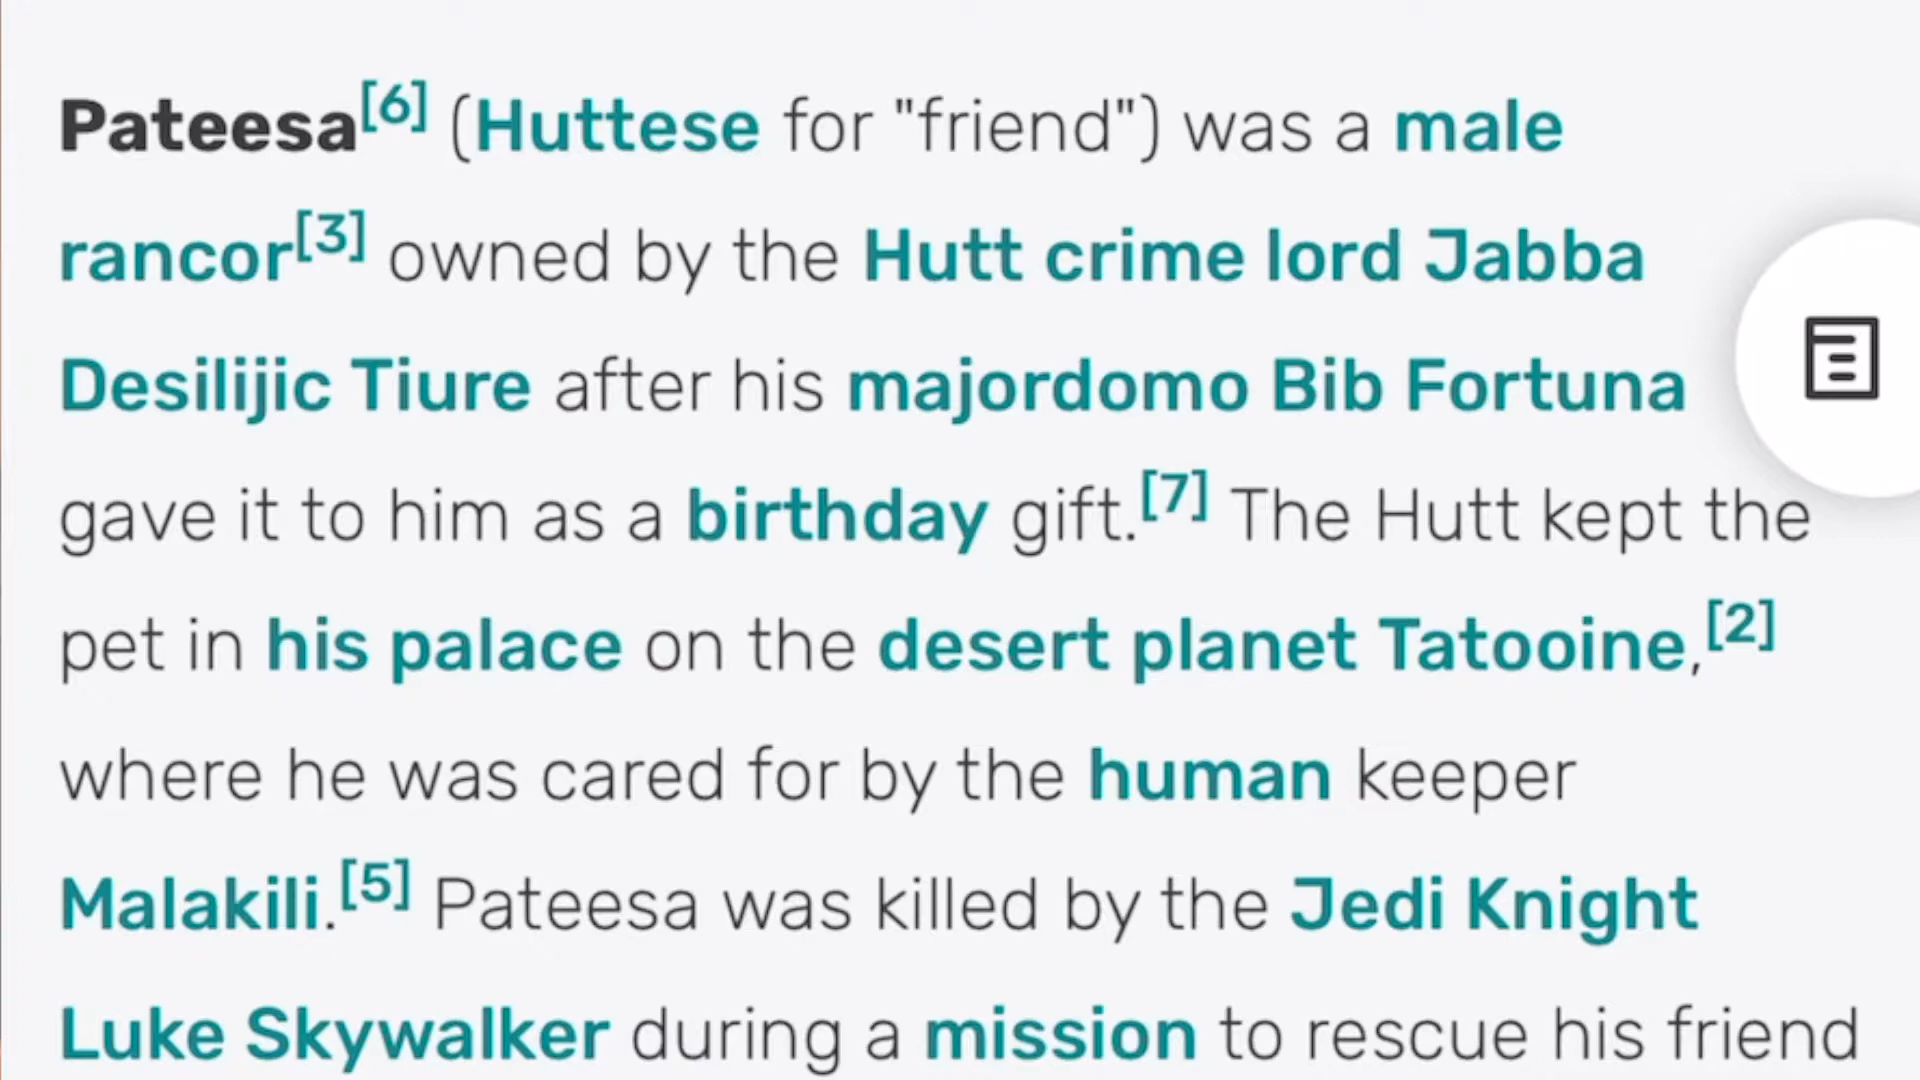 Pateesa[6] (Huttese for "friend") was a male
rancor[3] owned by the Hutt crime lord Jabba
Desilijic Tiure after his majordomo Bib Fortuna
gave it to him as a birthday gift.[7] The Hutt kept the
pet in his palace on the desert planet Tatooine,[2]
where he was cared for by the human keeper
Malakili.[5] Pateesa was killed by the Jedi Knight
Luke Skywalker during a mission to rescue his friend